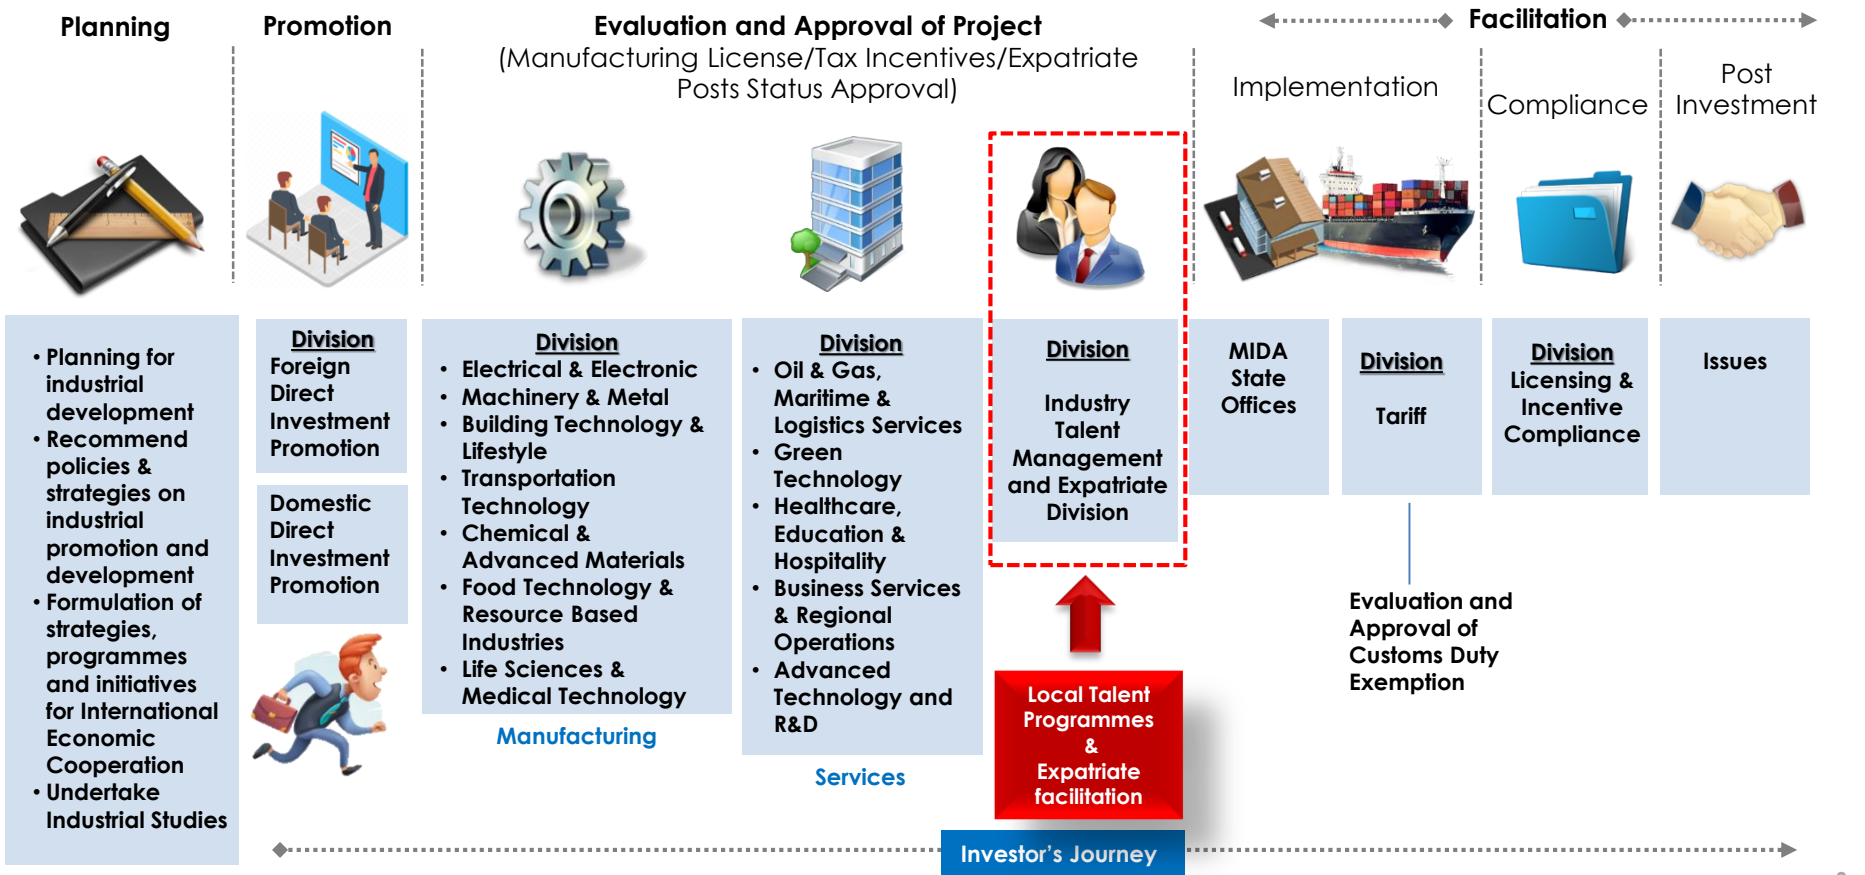 Planning
Promotion
Evaluation and Approval of Project
(Manufacturing License/Tax Incentives/Expatriate
Posts Status Approval)
Facilitation
Implementation
Compliance
Post
Investment
• Planning for
industrial
development
• Recommend
policies &
strategies on
industrial
promotion and
development
• Formulation of
strategies,
programmes
and initiatives
for International
Economic
Cooperation
• Undertake
Industrial Studies
Division
Foreign
Direct
Investment
Promotion
Domestic
Direct
Investment
Promotion
Division
• Electrical & Electronic
• Machinery & Metal
• Building Technology &
Lifestyle
• Transportation
Technology
• Chemical &
Advanced Materials
• Food Technology &
Resource Based
Industries
• Life Sciences &
Medical Technology
Manufacturing
Division
• Oil & Gas,
Maritime &
Logistics Services
• Green
Technology
• Healthcare,
Education &
Hospitality
• Business Services
& Regional
Operations
• Advanced
Technology and
R&D
Services
Division
Industry
Talent
Management
and Expatriate
Division
Local Talent
Programmes
&
Expatriate
facilitation
MIDA
State
Offices
Division
Tariff
Evaluation and
Approval of
Customs Duty
Exemption
Division
Licensing &
Incentive
Compliance
Issues
Investor's Journey